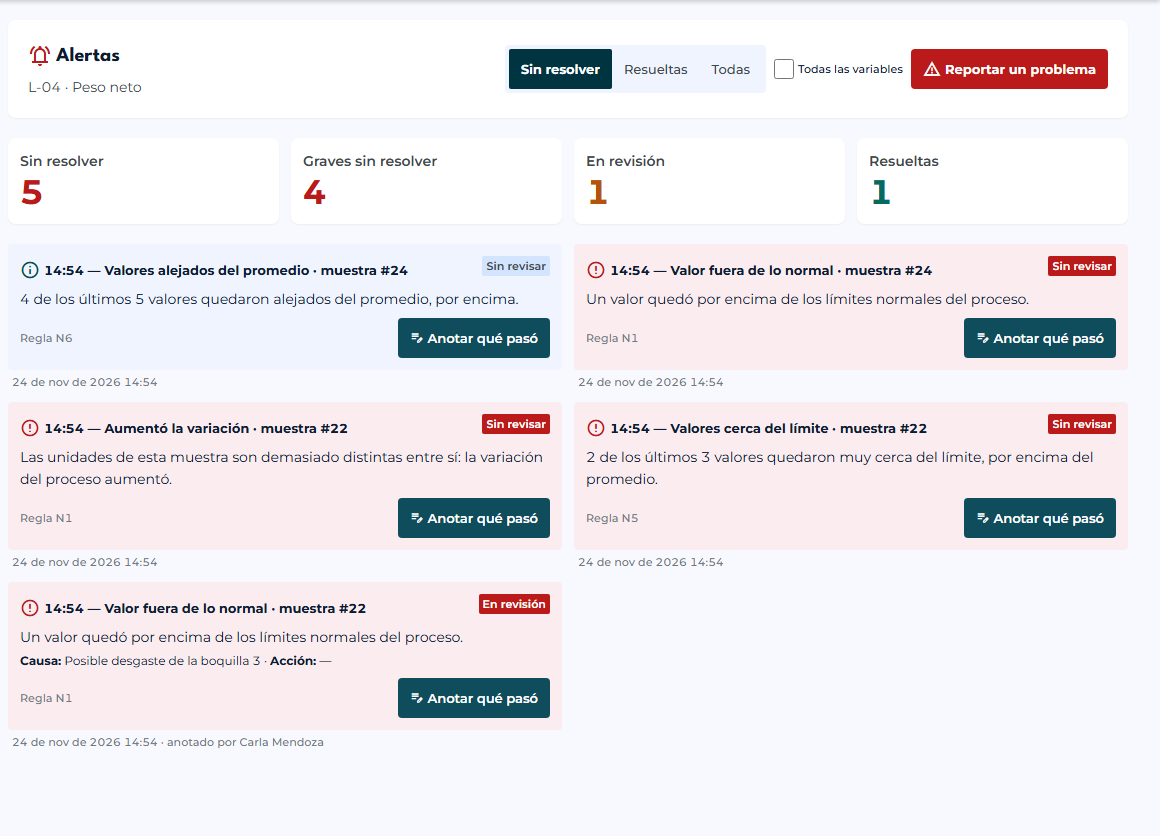 Alertas
L-04 · Peso neto
Sin resolver
Resueltas
Todas
Todas las variables
Reportar un problema
Sin resolver
5
Graves sin resolver
4
En revisión
1
Resueltas
1
14:54 — Valores alejados del promedio · muestra #24
Sin revisar
4 de los últimos 5 valores quedaron alejados del promedio, por encima.
Regla N6
Anotar qué pasó
24 de nov de 2026 14:54
14:54 — Valor fuera de lo normal · muestra #24
Sin revisar
Un valor quedó por encima de los límites normales del proceso.
Regla N1
Anotar qué pasó
24 de nov de 2026 14:54
14:54 — Aumentó la variación · muestra #22
Sin revisar
Las unidades de esta muestra son demasiado distintas entre sí: la variación
del proceso aumentó.
Regla N1
Anotar qué pasó
24 de nov de 2026 14:54
14:54 — Valores cerca del límite · muestra #22
Sin revisar
2 de los últimos 3 valores quedaron muy cerca del límite, por encima del
promedio.
Regla N5
Anotar qué pasó
24 de nov de 2026 14:54
14:54 — Valor fuera de lo normal · muestra #22
En revisión
Un valor quedó por encima de los límites normales del proceso.
Causa: Posible desgaste de la boquilla 3 · Acción: —
Regla N1
Anotar qué pasó
24 de nov de 2026 14:54 · anotado por Carla Mendoza